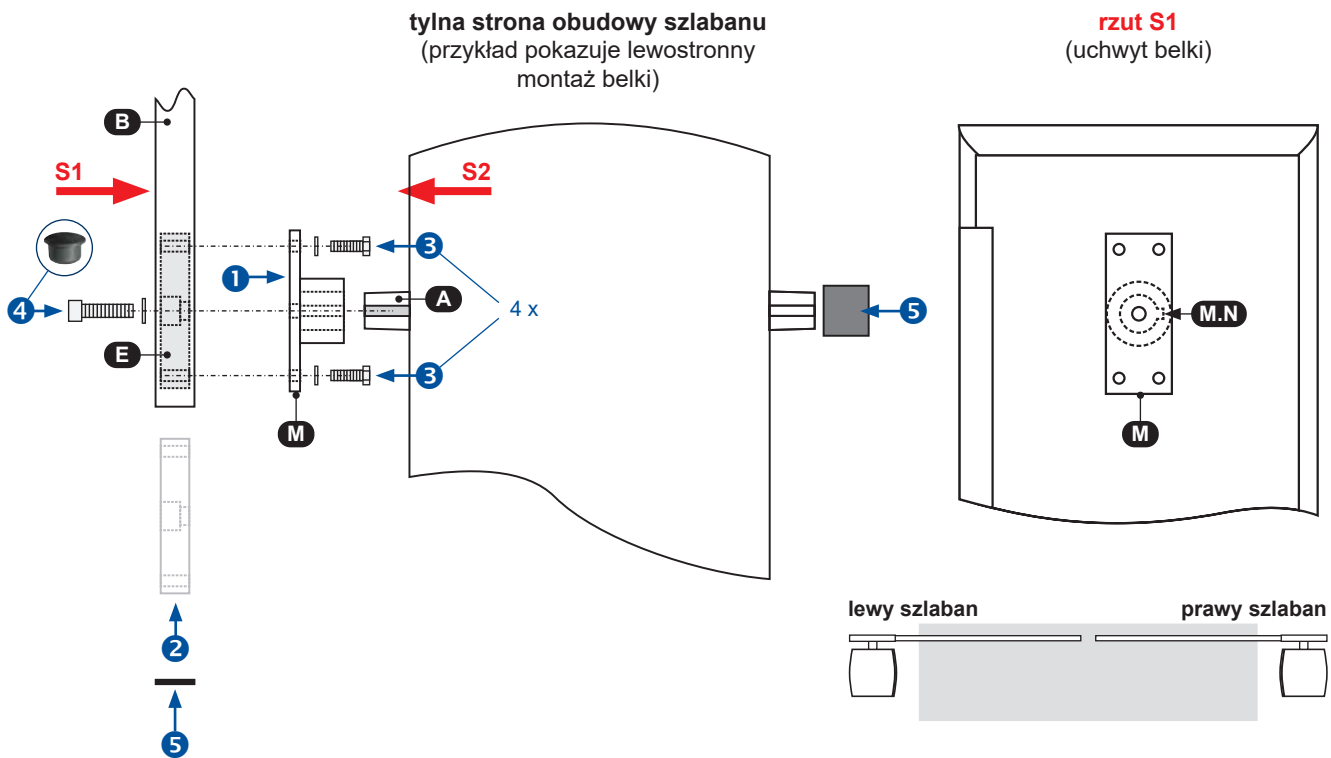 tylna strona obudowy szlabanu
(przykład pokazuje lewostronny
montaż belki)
rzut S1
(uchwyt belki)
B
S1
S2
3
1
A
4
4 x
5
M.N
E
3
M
M
2
5
lewy szlaban
prawy szlaban